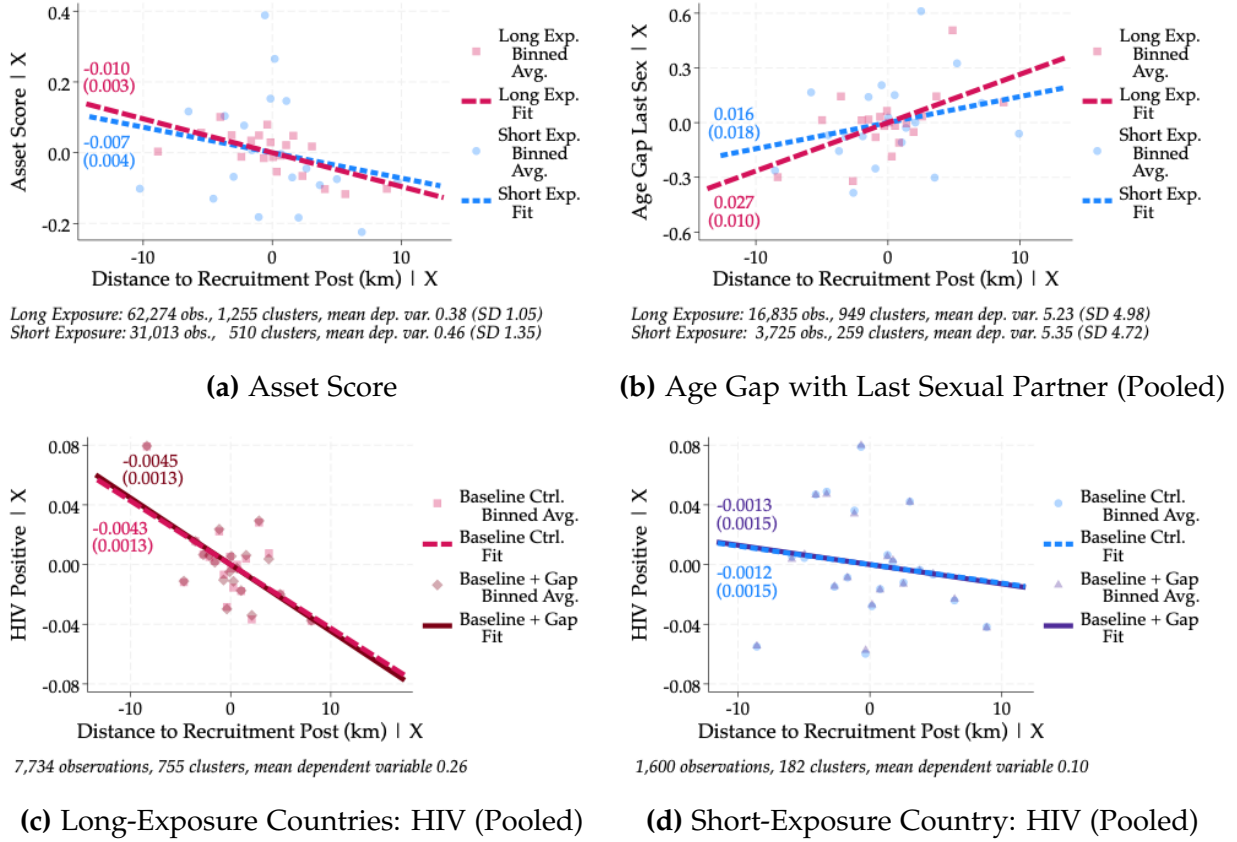 0.4
0.2
0.0
-0.2
Asset Score | X
-0.010
(0.003)
-0.007
(0.004)
-10
0
10
Distance to Recruitment Post (km) | X
Long Exp.
Binned
Avg.
Long Exp.
Fit
Short Exp.
Binned
Avg.
Short Exp.
Fit
Long Exposure: 62,274 obs., 1,255 clusters, mean dep. var. 0.38 (SD 1.05)
Short Exposure: 31,013 obs., 510 clusters, mean dep. var. 0.46 (SD 1.35)
(a) Asset Score
0.6
0.3
0.0
-0.3
-0.6
Age Gap Last Sex | X
0.016
(0.018)
0.027
(0.010)
-10
0
10
Distance to Recruitment Post (km) | X
Long Exp.
Binned
Avg.
Long Exp.
Fit
Short Exp.
Binned
Avg.
Short Exp.
Fit
Long Exposure: 16,835 obs., 949 clusters, mean dep. var. 5.23 (SD 4.98)
Short Exposure: 3,725 obs., 259 clusters, mean dep. var. 5.35 (SD 4.72)
(b) Age Gap with Last Sexual Partner (Pooled)
0.08
0.04
0.00
-0.04
-0.08
HIV Positive | X
-0.0045
(0.0013)
-0.0043
(0.0013)
-10
0
10
Distance to Recruitment Post (km) | X
Baseline Ctrl.
Binned Avg.
Baseline Ctrl.
Fit
Baseline + Gap
Binned Avg.
Baseline + Gap
Fit
7,734 observations, 755 clusters, mean dependent variable 0.26
(c) Long-Exposure Countries: HIV (Pooled)
0.08
0.04
0.00
-0.04
-0.08
HIV Positive | X
-0.0013
(0.0015)
-0.0012
(0.0015)
-10
0
10
Distance to Recruitment Post (km) | X
Baseline Ctrl.
Binned Avg.
Baseline Ctrl.
Fit
Baseline + Gap
Binned Avg.
Baseline + Gap
Fit
1,600 observations, 182 clusters, mean dependent variable 0.10
(d) Short-Exposure Country: HIV (Pooled)